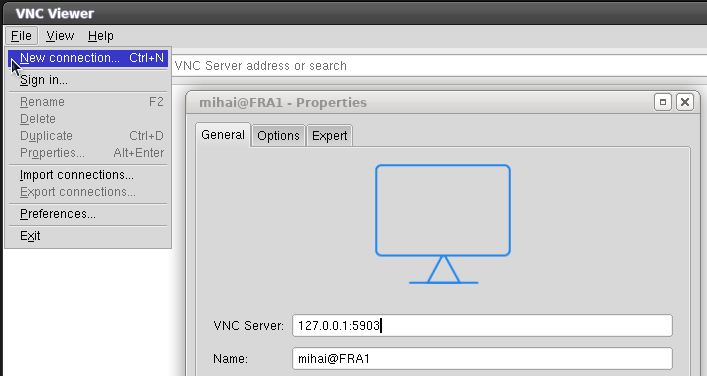 VNC Viewer
File View Help
New connection... Ctrl+N
VNC Server address or search
Sign in...
Rename F2
Delete
Duplicate Ctrl+D
Properties... Alt+Enter
Import connections...
Export connections...
Preferences...
Exit
mihai@FRA1 - Properties
General Options Expert
VNC Server: 127.0.0.1:5903
Name: mihai@FRA1